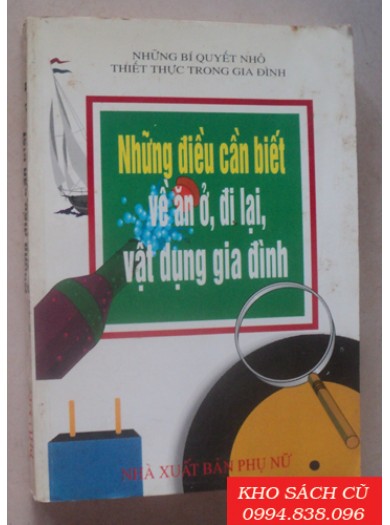 NHỮNG BÍ QUYẾT NHỎ
THIẾT THỰC TRONG GIA ĐÌNH
Những điều cần biết
về ăn ở, đi lại,
vật dụng gia đình
NHÀ XUẤT BẢN PHỤ NỮ
KHO SÁCH CŨ
0994.838.096